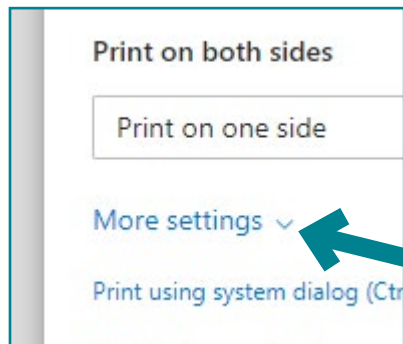 Print on both sides
Print on one side
More settings
Print using system dialog (Ctr